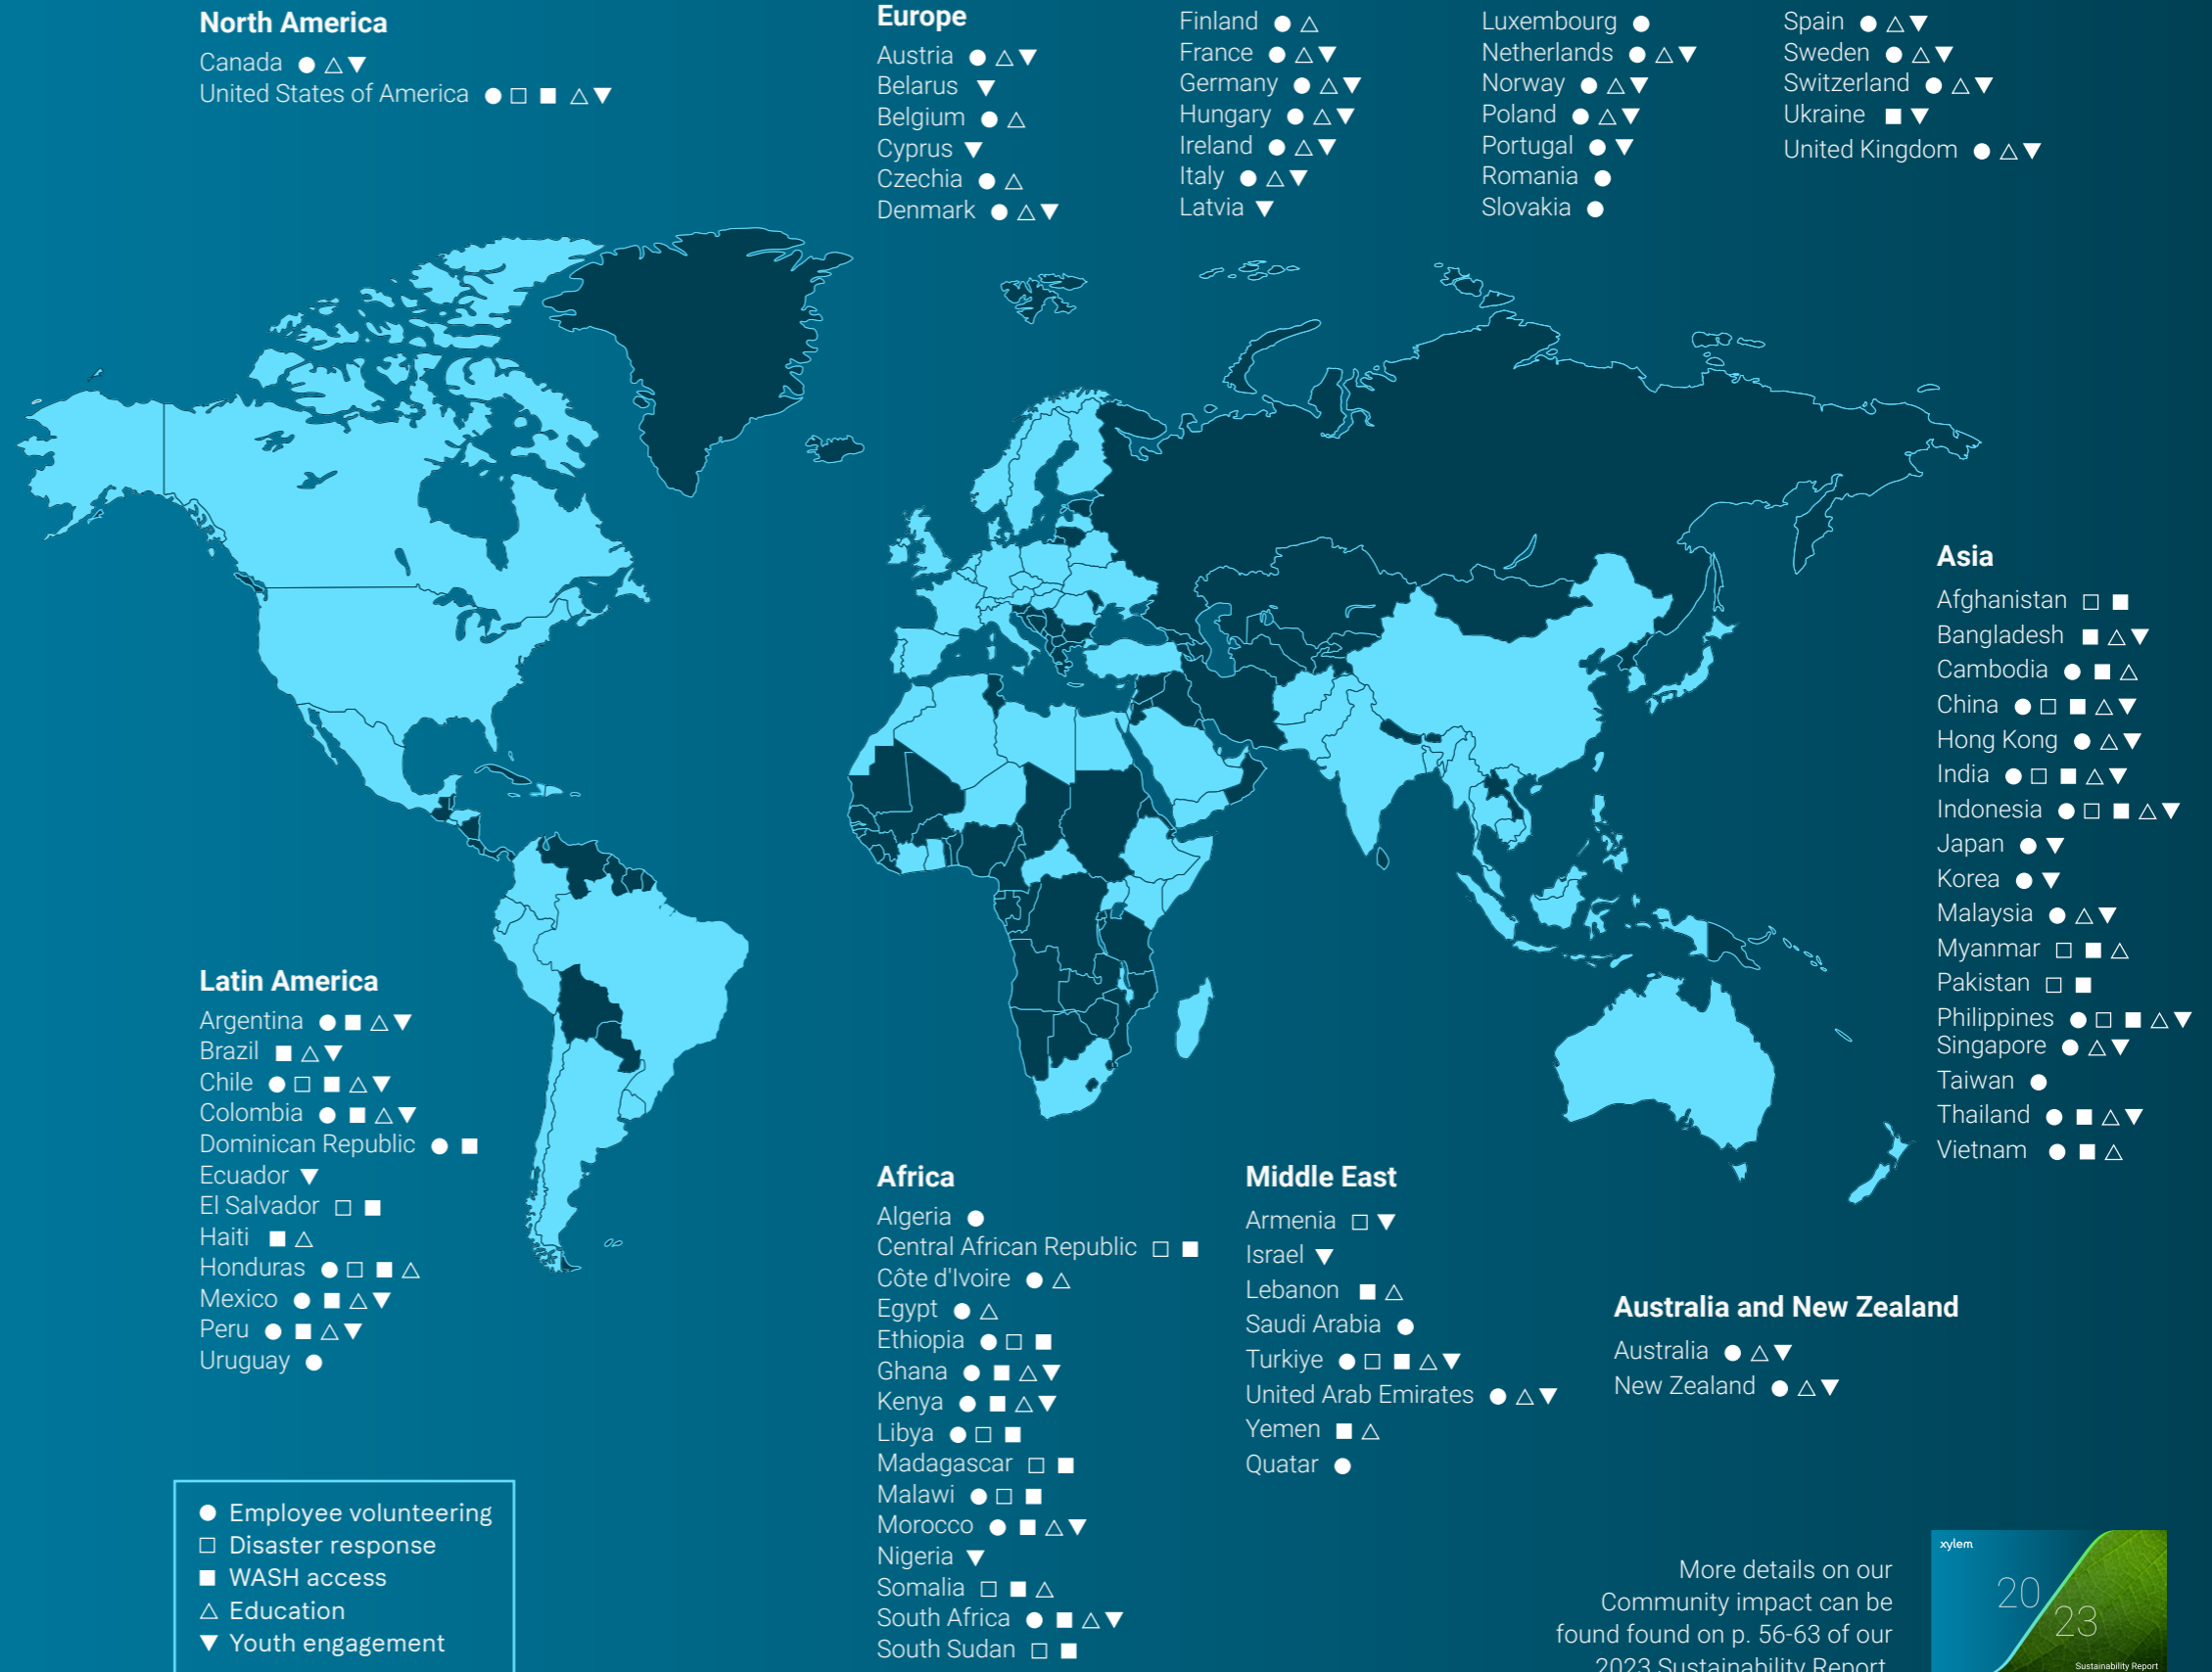 North America
Canada ● △ ▼
United States of America ● □ ■ △ ▼
Europe
Austria ● △ ▼
Belarus ▼
Belgium ● △
Cyprus ▼
Czechia ● △
Denmark ● △ ▼
Finland ● △
France ● △ ▼
Germany ● △ ▼
Hungary ● △ ▼
Ireland ● △ ▼
Italy ● △ ▼
Latvia ▼
Luxembourg ●
Netherlands ● △ ▼
Norway ● △ ▼
Poland ● △ ▼
Portugal ● ▼
Romania ●
Slovakia ●
Spain ● △ ▼
Sweden ● △ ▼
Switzerland ● △ ▼
Ukraine ■ ▼
United Kingdom ● △ ▼
Asia
Afghanistan □ ■
Bangladesh ■ △ ▼
Cambodia ● ■ △
China ● □ ■ △ ▼
Hong Kong ● △ ▼
India ● □ ■ △ ▼
Indonesia ● □ ■ △ ▼
Japan ● ▼
Korea ● ▼
Malaysia ● △ ▼
Myanmar □ ■ △
Pakistan □ ■
Philippines ● □ ■ △ ▼
Singapore ● △ ▼
Taiwan ●
Thailand ● ■ △ ▼
Vietnam ● ■ △
Latin America
Argentina ● ■ △ ▼
Brazil ■ △ ▼
Chile ● □ ■ △ ▼
Colombia ● ■ △ ▼
Dominican Republic ● ■
Ecuador ▼
El Salvador □ ■
Haiti ■ △
Honduras ● □ ■ △
Mexico ● ■ △ ▼
Peru ● ■ △ ▼
Uruguay ●
Africa
Algeria ●
Central African Republic □ ■
Côte d'Ivoire ● △
Egypt ● △
Ethiopia ● □ ■
Ghana ● ■ △ ▼
Kenya ● ■ △ ▼
Libya ● □ ■
Madagascar □ ■
Malawi ● □ ■
Morocco ● ■ △ ▼
Nigeria ▼
Somalia □ ■ △
South Africa ● ■ △ ▼
South Sudan □ ■
Middle East
Armenia □ ▼
Israel ▼
Lebanon ■ △
Saudi Arabia ●
Turkiye ● □ ■ △ ▼
United Arab Emirates ● △ ▼
Yemen ■ △
Quatar ●
Australia and New Zealand
Australia ● △ ▼
New Zealand ● △ ▼
● Employee volunteering
□ Disaster response
■ WASH access
△ Education
▼ Youth engagement
More details on our
Community impact can be
found found on p. 56-63 of our
2023 Sustainability Report.
xylem
20
23
Sustainability Report